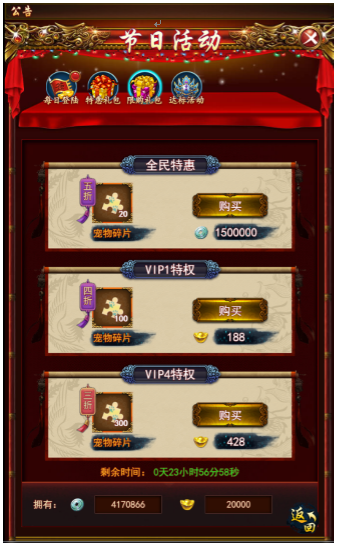 公告
节日活动
每日登陆 特惠礼包 限购礼包 达标活动
全民特惠
五折
20
宠物碎片
购买
1500000
VIP1特权
四折
100
宠物碎片
购买
188
VIP4特权
三折
300
宠物碎片
购买
428
剩余时间: 0天23小时56分58秒
拥有: 4170866 20000
返回